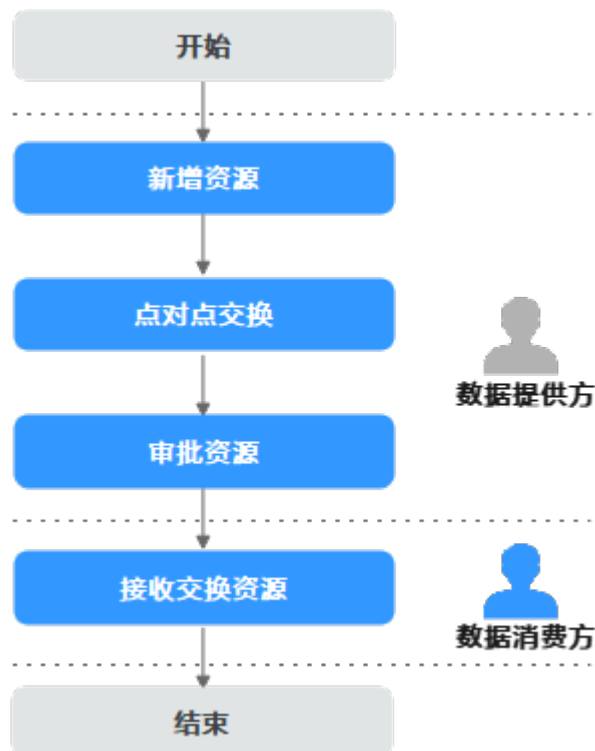 开始
新增资源
点对点交换
数据提供方
审批资源
接收交换资源
数据消费方
结束